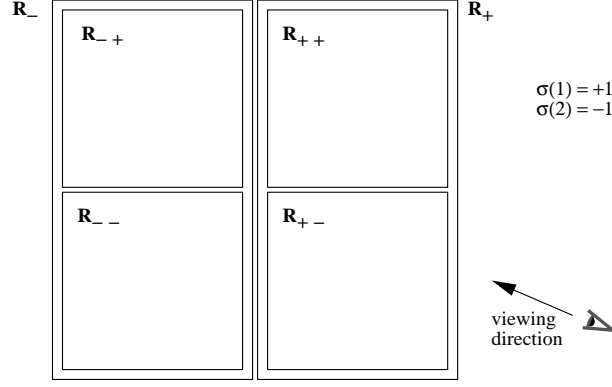 R− R+
R− + R+ +
σ(1) = +1
σ(2) = −1
R− − R+ −
viewing
direction